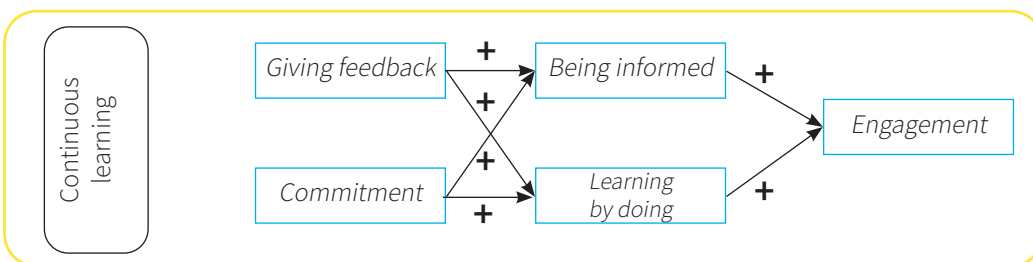 Continuous
learning
Giving feedback
+
Being informed
+
+
Engagement
+
Commitment
+
Learning
by doing
+